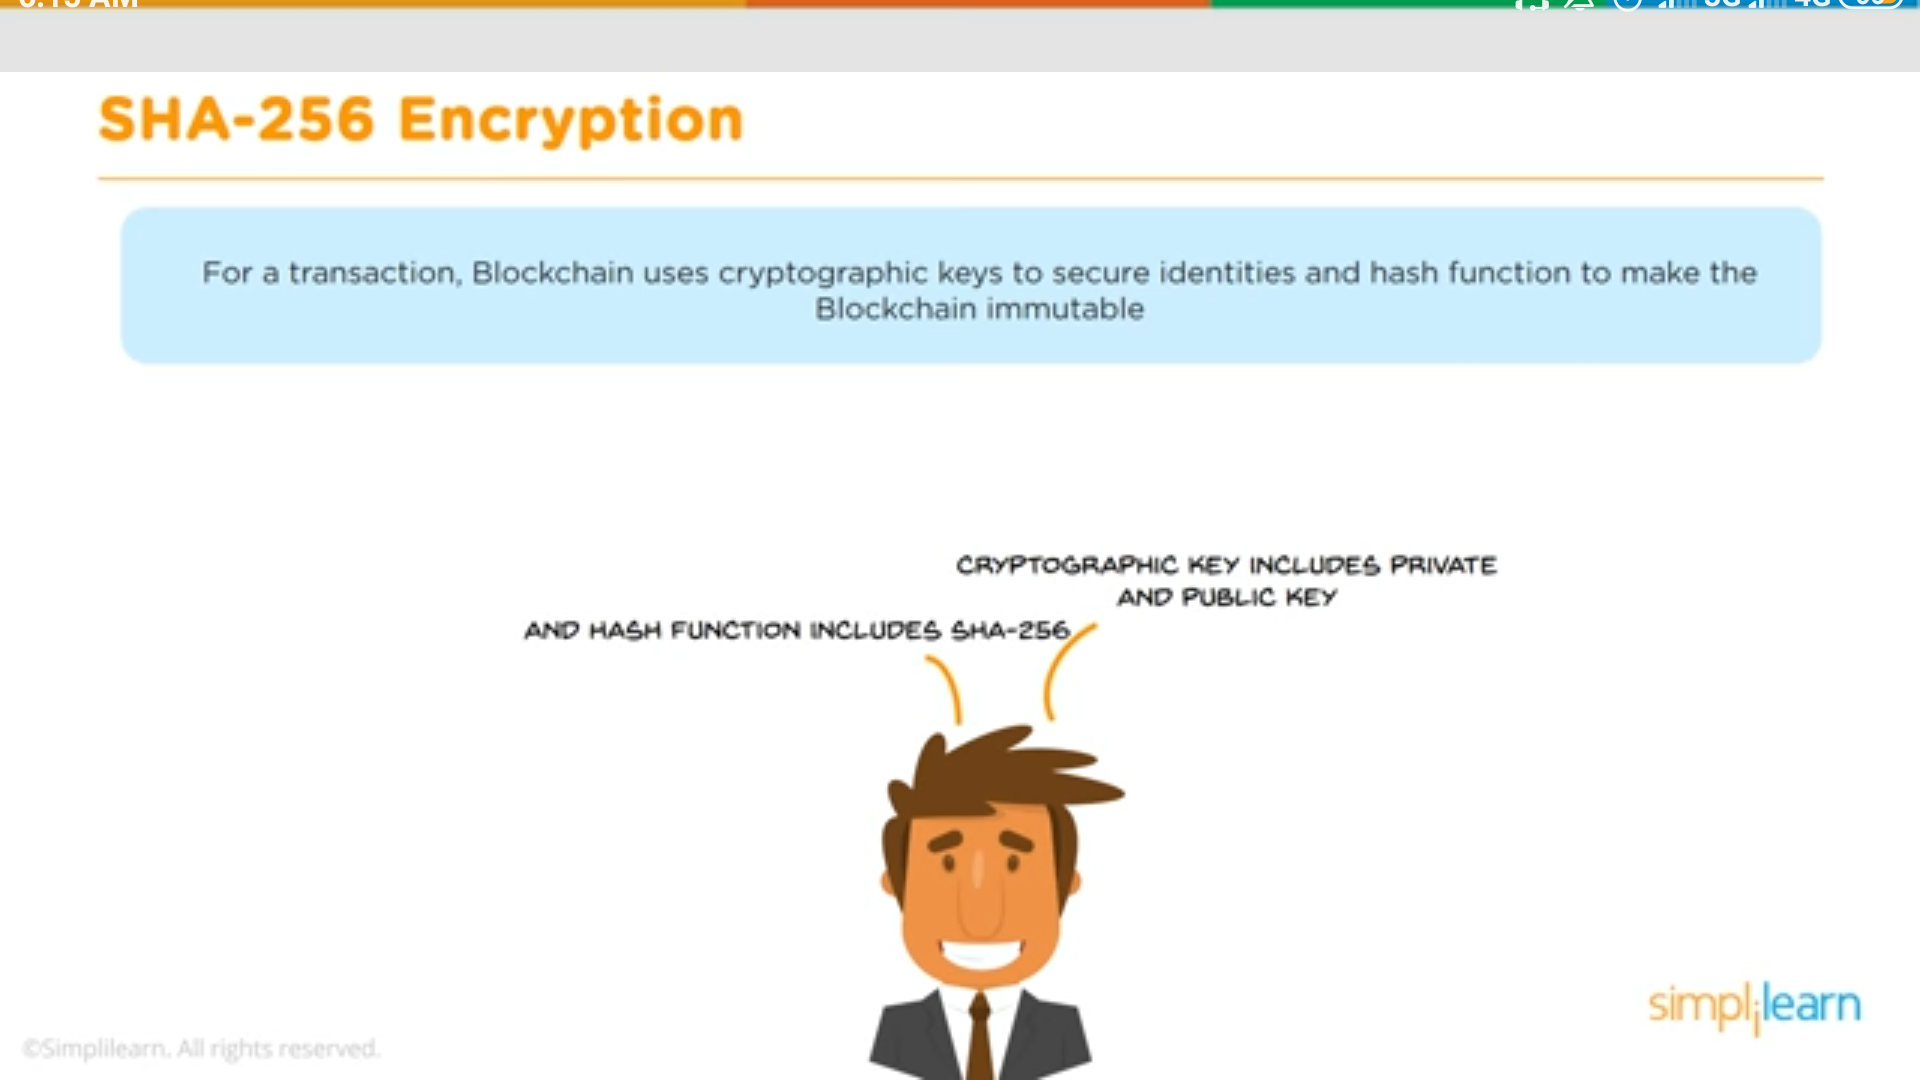 SHA-256 Encryption
For a transaction, Blockchain uses cryptographic keys to secure identities and hash function to make the
Blockchain immutable
CRYPTOGRAPHIC KEY INCLUDES PRIVATE
AND PUBLIC KEY
AND HASH FUNCTION INCLUDES SHA-256
simplilearn
©Simplilearn. All rights reserved.